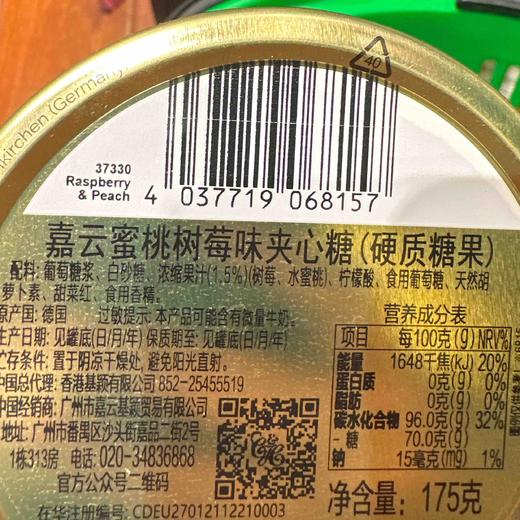 kirchen (Germany)
40
37330
Raspberry
& Peach
4 037719 068157
嘉云蜜桃树莓味夹心糖(硬质糖果)
配料:葡萄糖浆、白砂糖、浓缩果汁(1.5%)(树莓、水蜜桃)、柠檬酸、食用葡萄糖、天然胡
萝卜素、甜菜红、食用香精。
原产国:德国 过敏提示:本产品可能含有微量牛奶。
生产日期:见罐底(日/月/年) 保质期至:见罐底(日/月/年)
贮存条件:置于阴凉干燥处,避免阳光直射。
中国总代理:香港基颖有限公司 852-25455519
中国经销商:广州市嘉云基颖贸易有限公司
地址:广州市番禺区沙头街嘉品二街2号
1栋313房 电话:020-34836868
官方公众号二维码
在华注册编号:CDEU27012112210003
营养成分表
项目 每100克(g) NRV%
能量 1648千焦(kJ) 20%
蛋白质 0克(g) 0%
脂肪 0克(g) 0%
碳水化合物 96.0克(g) 32%
- 糖 70.0克(g)
钠 15毫克(mg) 1%
净含量: 175克